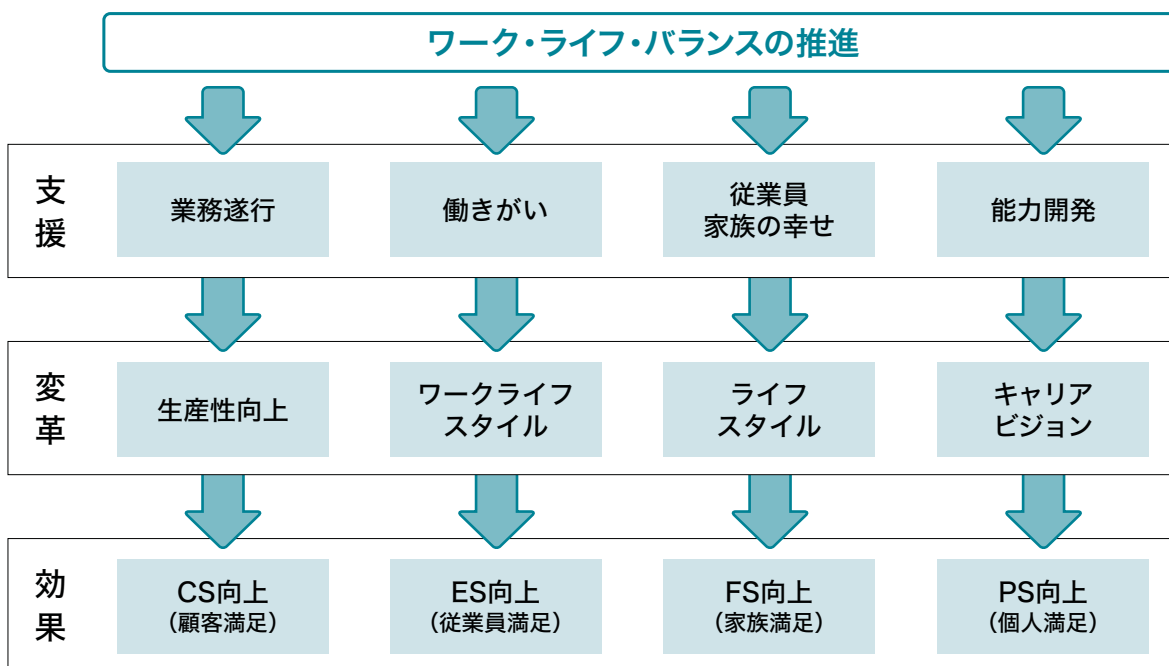 ワーク・ライフ・バランスの推進
支援
業務遂行
働きがい
従業員
家族の幸せ
能力開発
変革
生産性向上
ワークライフ
スタイル
ライフ
スタイル
キャリア
ビジョン
効果
CS向上
（顧客満足）
ES向上
（従業員満足）
FS向上
（家族満足）
PS向上
（個人満足）